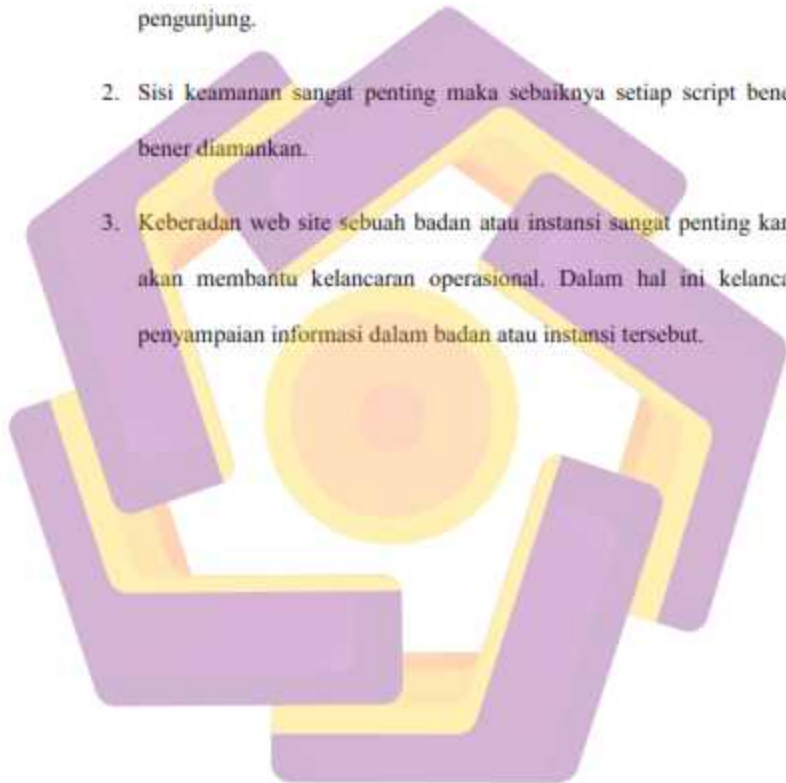 pengunjung.
2. Sisi keamanan sangat penting maka sebaiknya setiap script bene
bener diamankan.
3. Keberadan web site sebuah badan atau instansi sangat penting kar
akan membantu kelancaran operasional. Dalam hal ini kelanca
penyampaian informasi dalam badan atau instansi tersebut.